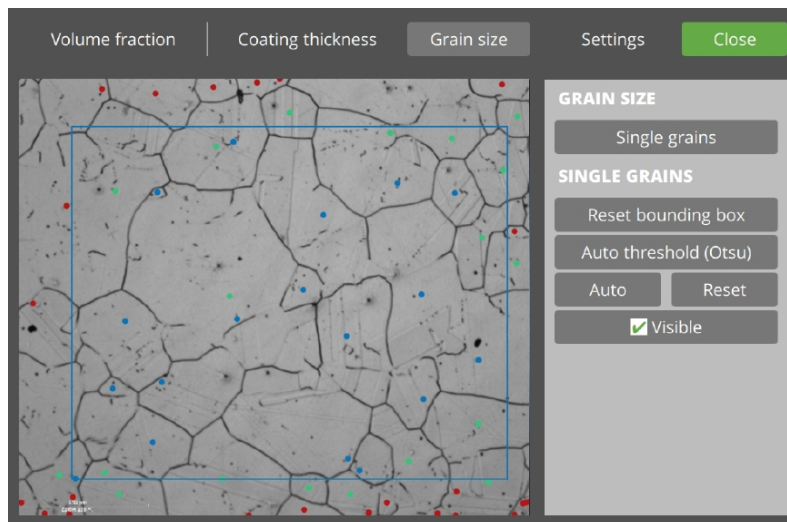 Volume fraction
Coating thickness
Grain size
Settings
Close
GRAIN SIZE
Single grains
SINGLE GRAINS
Reset bounding box
Auto threshold (Otsu)
Auto
Reset
Visible